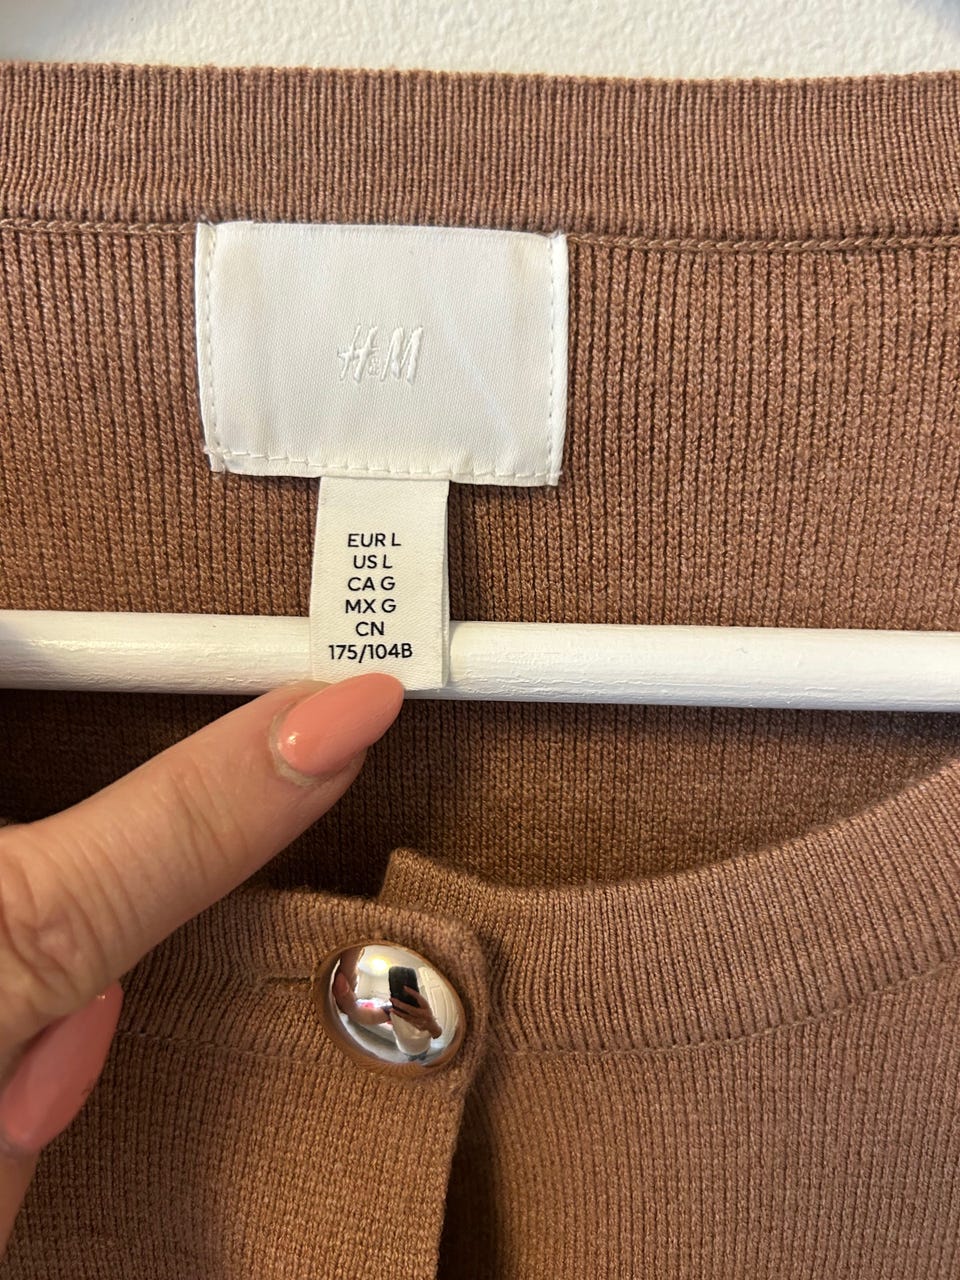 H&M
EUR L
US L
CA G
MX G
CN
175/104B